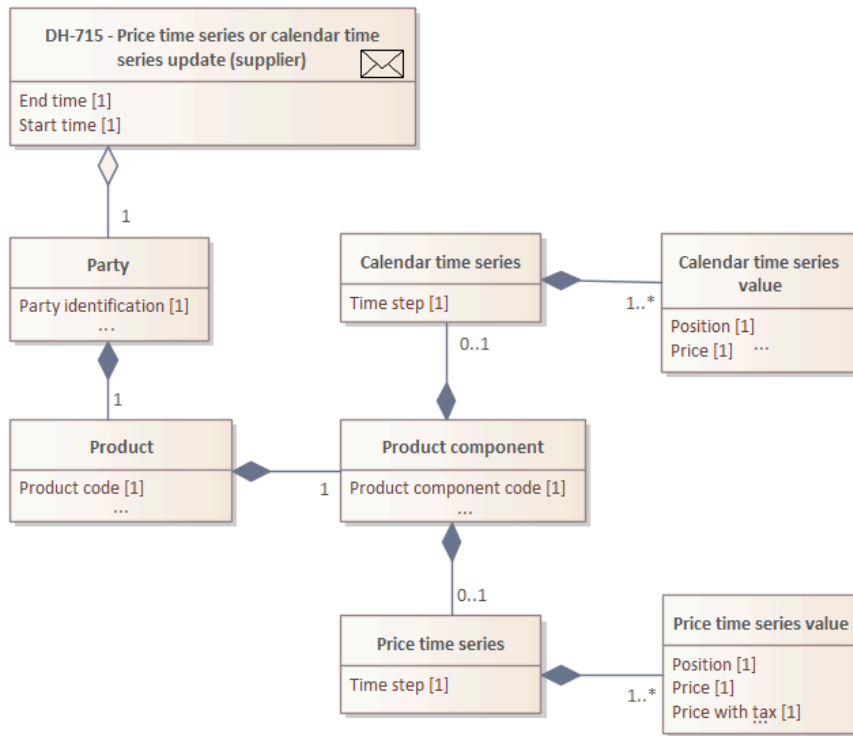 DH-715 - Price time series or calendar time
series update (supplier)
End time [1]
Start time [1]
1
Party
Party identification [1]
...
1
Product
Product code [1]
...
1
Product component
Product component code [1]
...
0..1
Calendar time series
Time step [1]
1..*
Calendar time series
value
Position [1]
Price [1] ...
0..1
Price time series
Time step [1]
1..*
Price time series value
Position [1]
Price [1]
Price with tax [1]
...